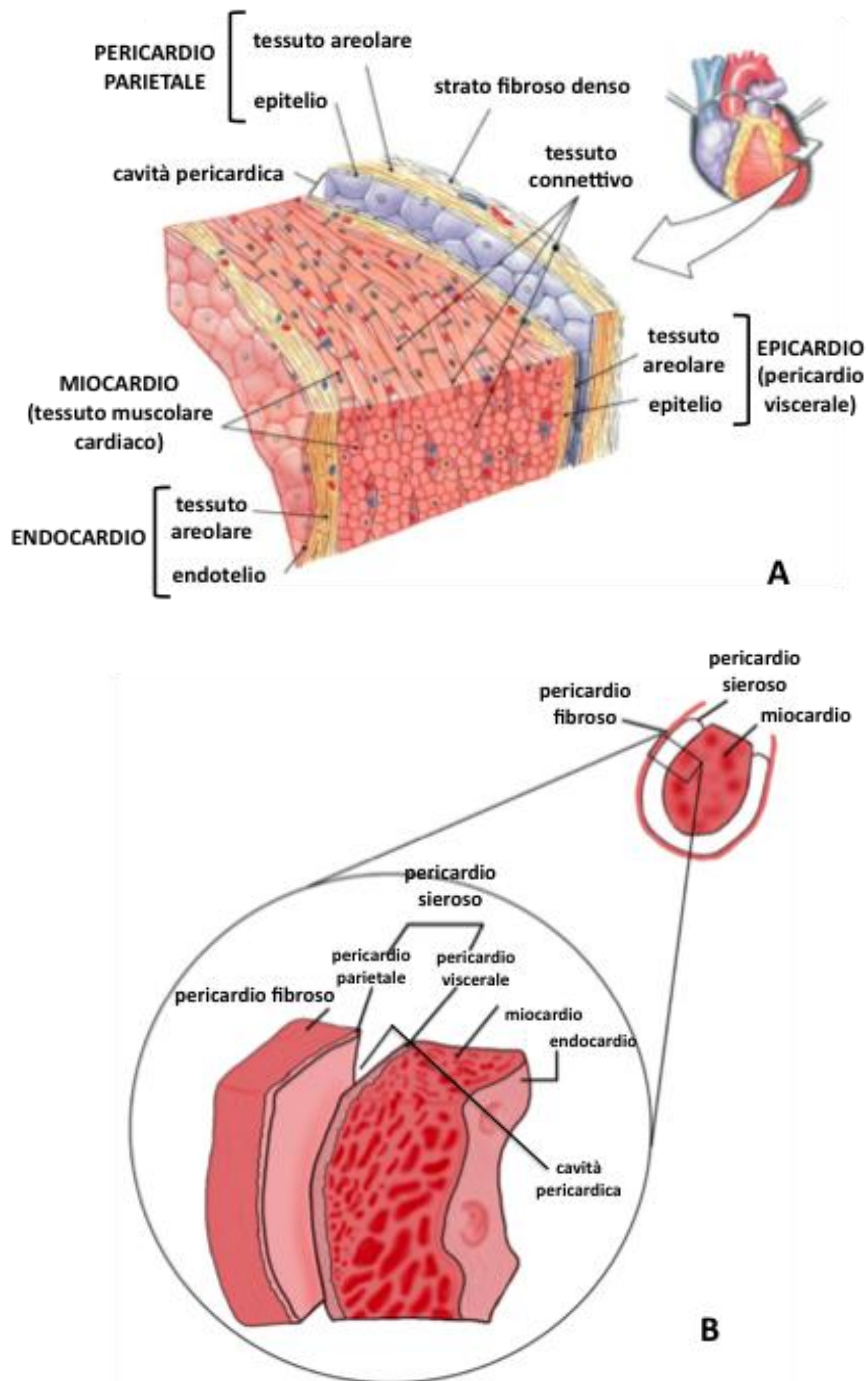 PERICARDIO
PARIETALE
tessuto areolare
epitelio
strato fibroso denso
cavità pericardica
tessuto
connettivo
MIOCARDIO
(tessuto muscolare
cardiaco)
tessuto
areolare
epitelio
EPICARDIO
(pericardio
viscerale)
ENDOCARDIO
tessuto
areolare
endotelio
A
pericardio
sieroso
pericardio
fibroso
miocardio
pericardio
sieroso
pericardio
parietale
pericardio
viscerale
pericardio fibroso
miocardio
endocardio
cavità
pericardica
B